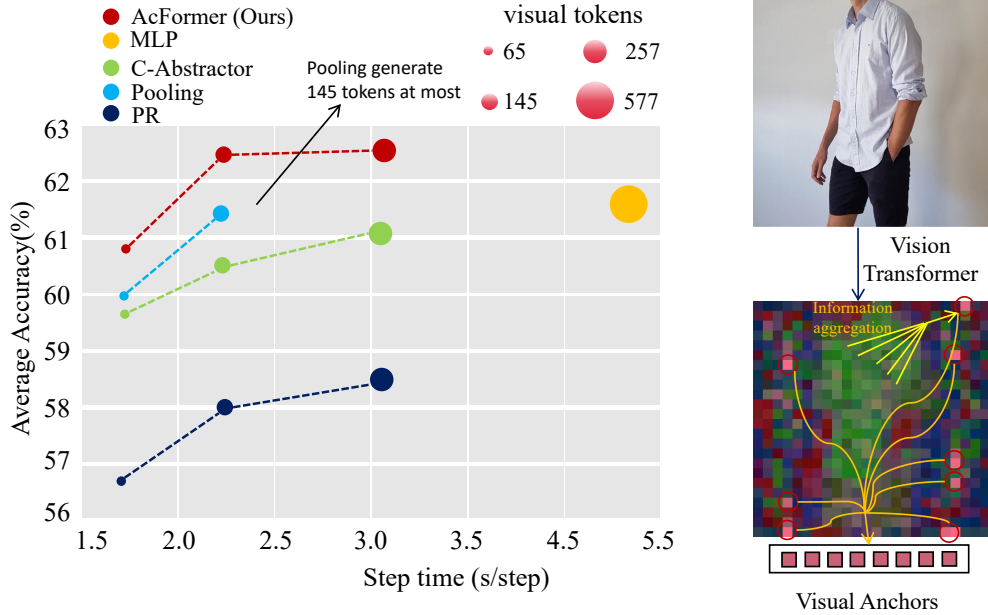 AcFormer (Ours)
MLP
C-Abstractor
Pooling
PR
visual tokens
65
257
145
577
Pooling generate
145 tokens at most
Average Accuracy(%)
63
62
61
60
59
58
57
56
1.5
2.0
2.5
3.0
3.5
4.5
5.5
Step time (s/step)
Vision
Transformer
Information
aggregation
Visual Anchors